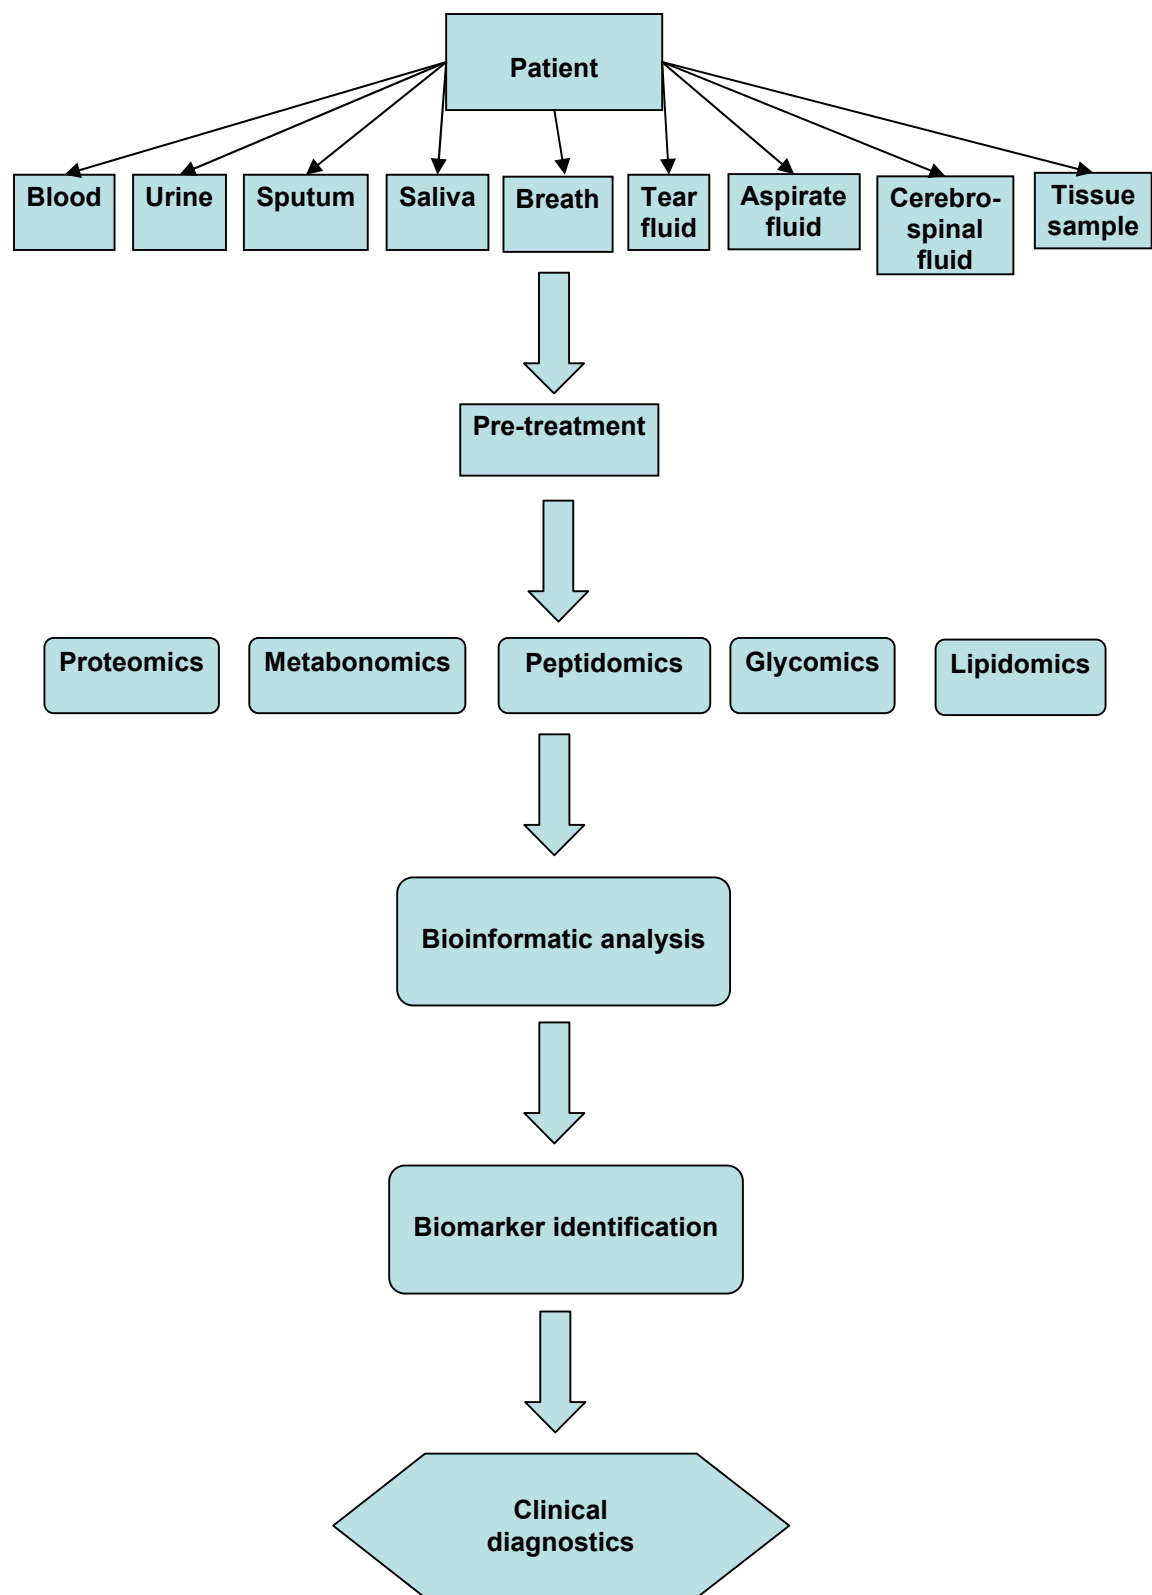 Patient
Blood
Urine
Sputum
Saliva
Breath
Tear
fluid
Aspirate
fluid
Cerebro-
spinal
fluid
Tissue
sample
Pre-treatment
Proteomics
Metabonomics
Peptidomics
Glycomics
Lipidomics
Bioinformatic analysis
Biomarker identification
Clinical
diagnostics